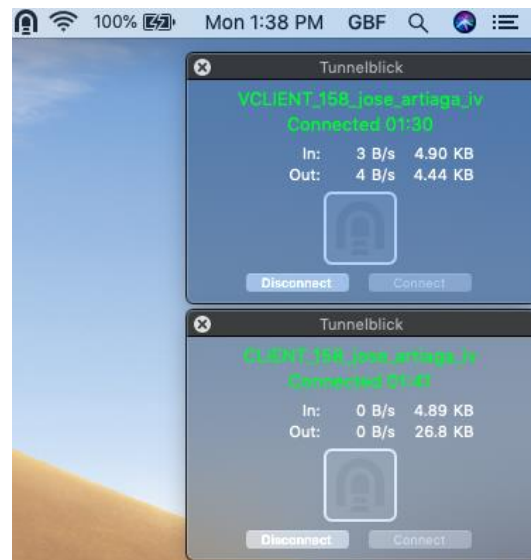 100% Mon 1:38 PM GBF
Tunnelblick
VCLIENT_158_jose_artiaga_iv
Connected 01:30
In: 3 B/s 4.90 KB
Out: 4 B/s 4.44 KB
Disconnect Connect
Tunnelblick
CLIENT_158_jose_artiaga_iv
Connected 01:41
In: 0 B/s 4.89 KB
Out: 0 B/s 26.8 KB
Disconnect Connect